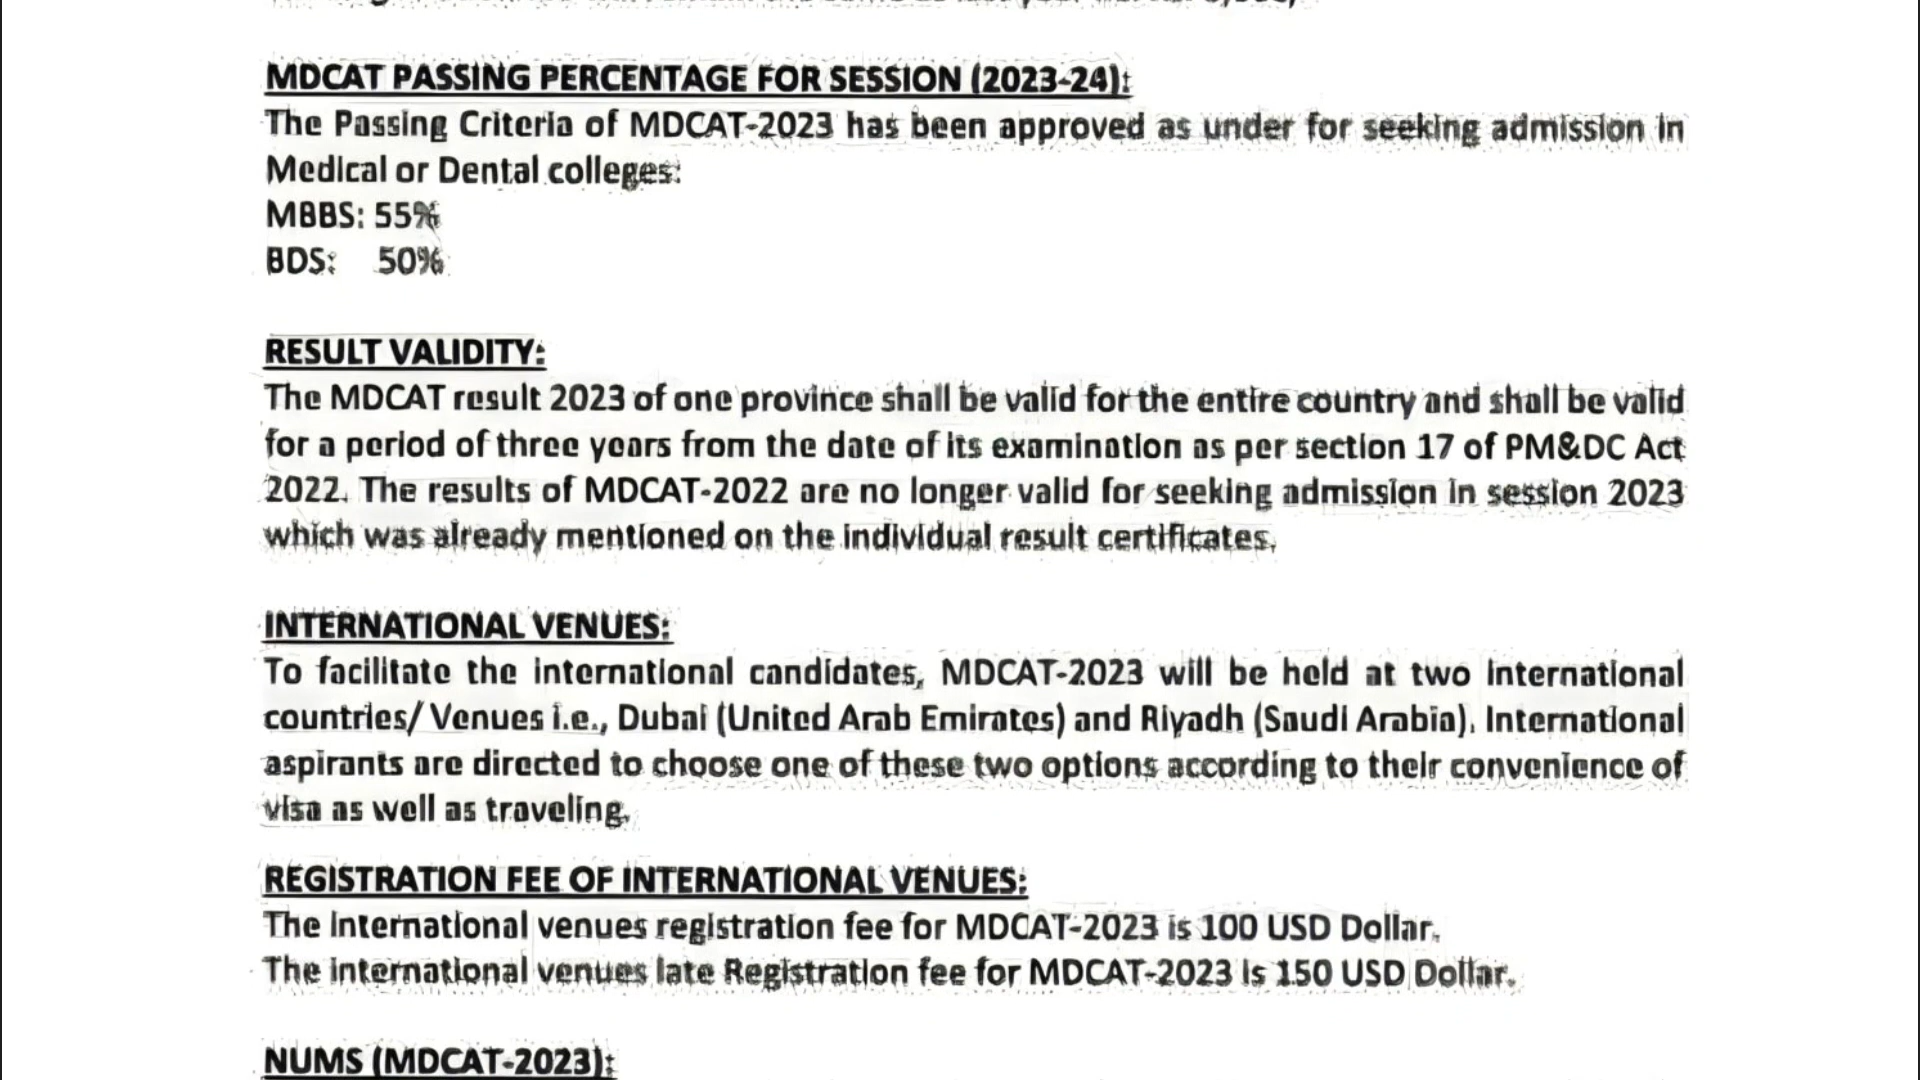 MDCAT PASSING PERCENTAGE FOR SESSION (2023-24):
The Passing Criteria of MDCAT-2023 has been approved as under for seeking admission in
Medical or Dental colleges:
MBBS: 55%
BDS: 50%
RESULT VALIDITY:
The MDCAT result 2023 of one province shall be valid for the entire country and shall be valid
for a period of three years from the date of its examination as per section 17 of PM&DC Act
2022. The results of MDCAT-2022 are no longer valid for seeking admission in session 2023
which was already mentioned on the individual result certificates.
INTERNATIONAL VENUES:
To facilitate the international candidates, MDCAT-2023 will be held at two international
countries/ Venues i.e., Dubai (United Arab Emirates) and Riyadh (Saudi Arabia). International
aspirants are directed to choose one of these two options according to their convenience of
visa as well as traveling.
REGISTRATION FEE OF INTERNATIONAL VENUES:
The international venues registration fee for MDCAT-2023 is 100 USD Dollar.
The international venues late Registration fee for MDCAT-2023 is 150 USD Dollar.
NUMS (MDCAT-2023):